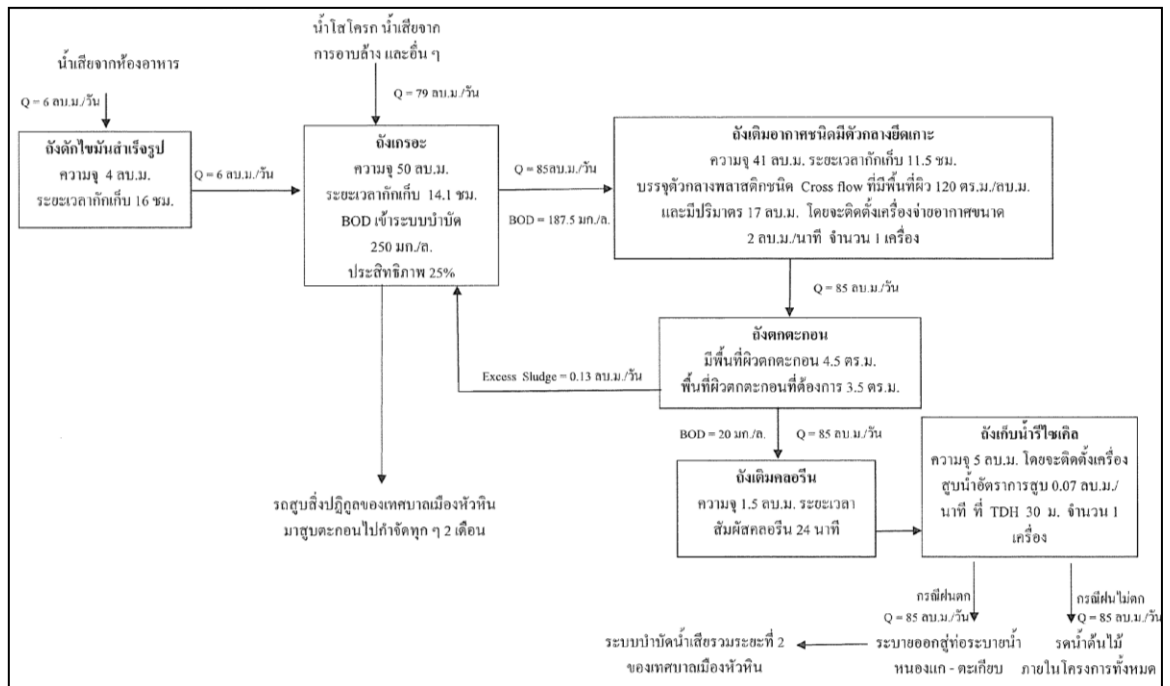 น้ำเสียจากห้องอาหาร
Q = 6 ลบ.ม./วัน
ถังดักไขมันสำเร็จรูป
ความจุ 4 ลบ.ม.
ระยะเวลากักเก็บ 16 ชม.
Q = 6 ลบ.ม./วัน
น้ำโสโครก น้ำเสียจาก
การอาบล้าง และอื่น ๆ
Q = 79 ลบ.ม./วัน
ถังเกรอะ
ความจุ 50 ลบ.ม.
ระยะเวลากักเก็บ 14.1 ชม.
BOD เข้าระบบบำบัด
250 มก./ล.
ประสิทธิภาพ 25%
Q = 85ลบ.ม./วัน
BOD = 187.5 มก./ล.
ถังเติมอากาศชนิดมีตัวกลางยึดเกาะ
ความจุ 41 ลบ.ม. ระยะเวลากักเก็บ 11.5 ชม.
บรรจุตัวกลางพลาสติกชนิด Cross flow ที่มีพื้นที่ผิว 120 ตร.ม./ลบ.ม.
และมีปริมาตร 17 ลบ.ม. โดยจะติดตั้งเครื่องจ่ายอากาศขนาด
2 ลบ.ม./นาที จำนวน 1 เครื่อง
Q = 85 ลบ.ม./วัน
ถังตกตะกอน
มีพื้นที่ผิวตกตะกอน 4.5 ตร.ม.
พื้นที่ผิวตกตะกอนที่ต้องการ 3.5 ตร.ม.
Excess Sludge = 0.13 ลบ.ม./วัน
BOD = 20 มก./ล.
Q = 85 ลบ.ม./วัน
ถังเติมคลอรีน
ความจุ 1.5 ลบ.ม. ระยะเวลา
สัมผัสคลอรีน 24 นาที
ถังเก็บน้ำรีไซเคิล
ความจุ 5 ลบ.ม. โดยจะติดตั้งเครื่อง
สูบน้ำอัตราการสูบ 0.07 ลบ.ม./
นาที ที่ TDH 30 ม. จำนวน 1
เครื่อง
รถสูบสิ่งปฏิกูลของเทศบาลเมืองหัวหิน
มาสูบตะกอนไปกำจัดทุก ๆ 2 เดือน
กรณีฝนตก
Q = 85 ลบ.ม./วัน
กรณีฝนไม่ตก
Q = 85 ลบ.ม./วัน
ระบบบำบัดน้ำเสียรวมระยะที่ 2
ของเทศบาลเมืองหัวหิน
ระบายออกสู่ท่อระบายน้ำ
หนองแก - ตะเกียบ
รดน้ำต้นไม้
ภายในโครงการทั้งหมด